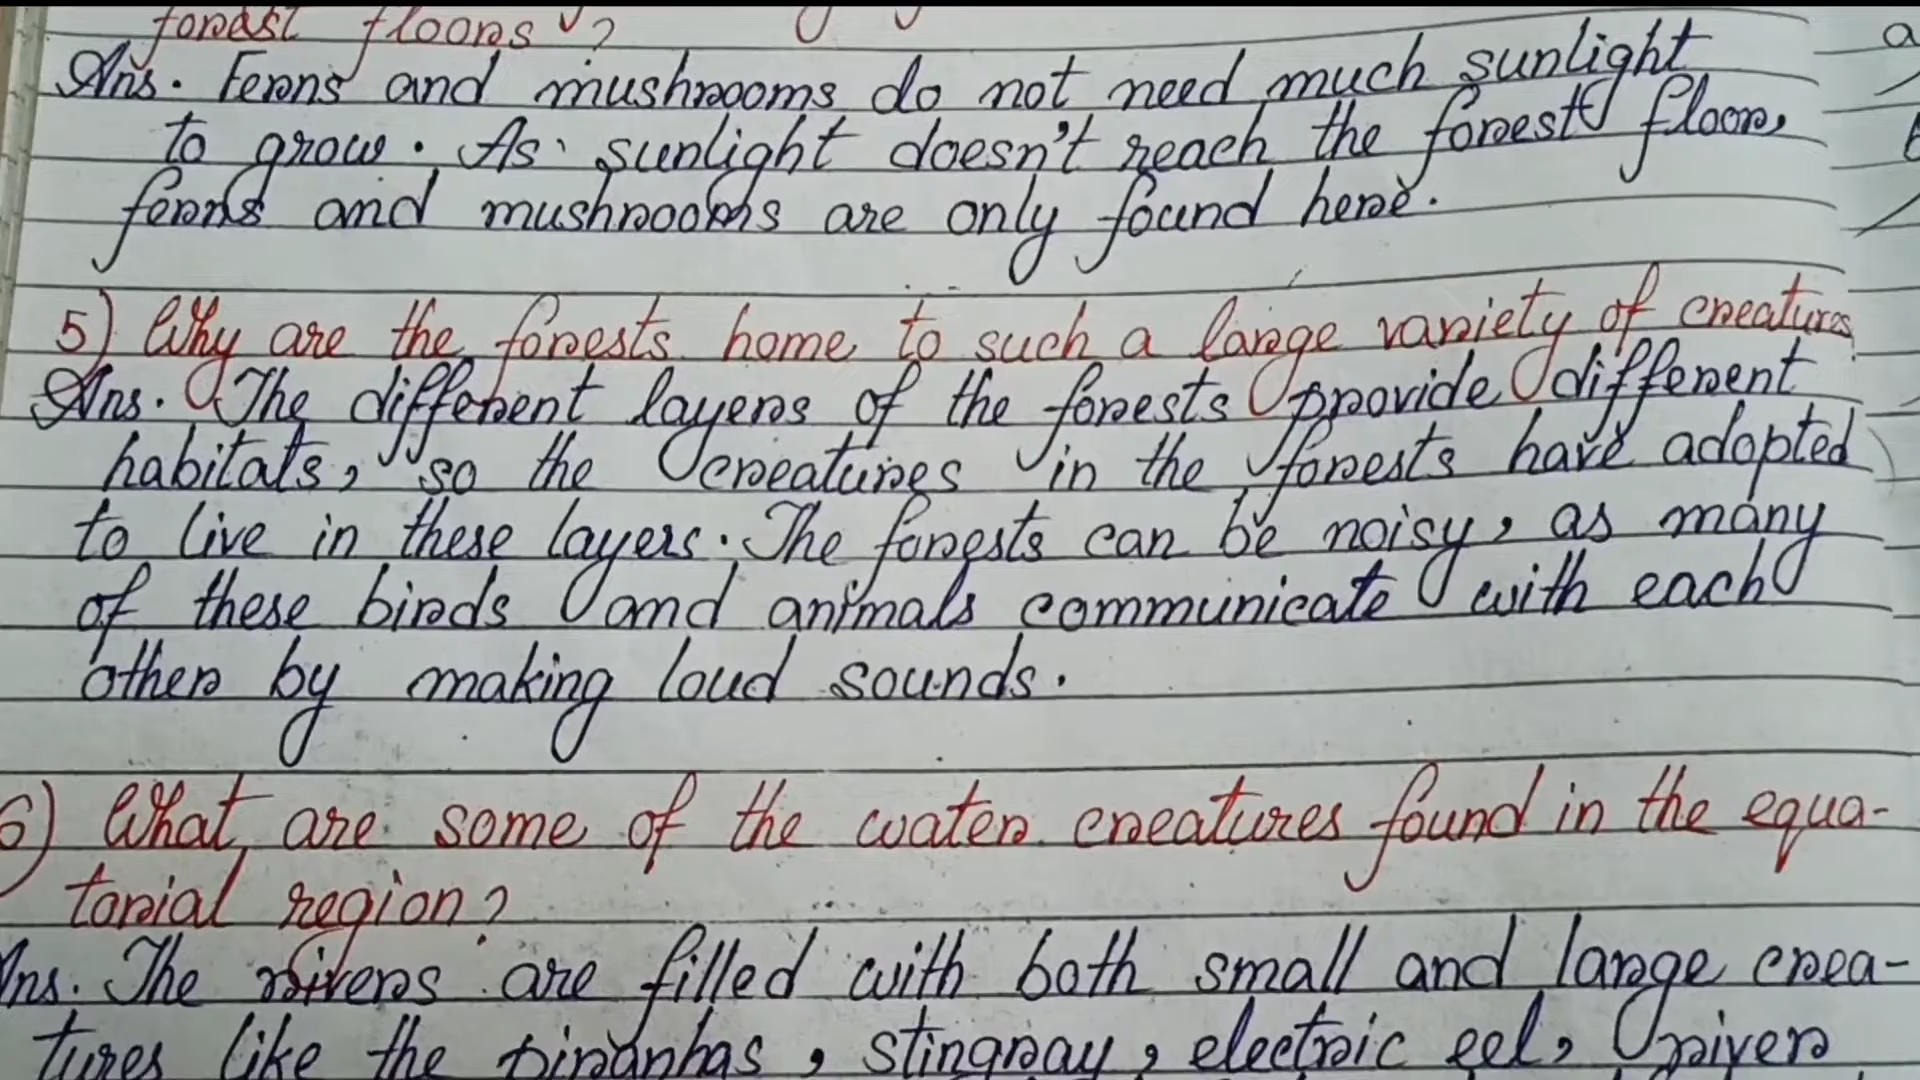 forest floors?
Ans. Ferns and mushrooms do not need much sunlight
to grow. As sunlight doesn't reach the forest floor,
ferns and mushrooms are only found here.
5) Why are the forests home to such a large variety of creatures
Ans. The different layers of the forests provide different
habitats, so the creatures in the forests have adopted
to live in these layers. The forests can be noisy, as many
of these birds and animals communicate with each
other by making loud sounds.
6) What are some of the water creatures found in the equa-
torial region?
Ans. The rivers are filled with both small and large crea-
tures like the piranhas, stingray, electric eel, river